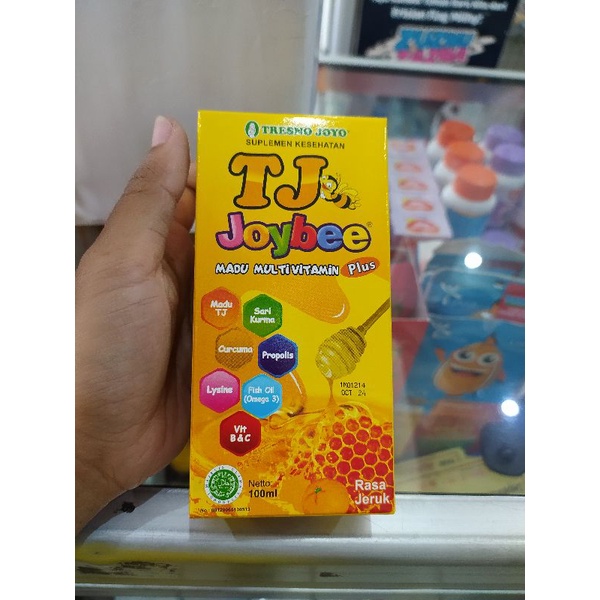 TRESNO JOYO
SUPLEMEN KESEHATAN
TJ
Joybee®
MADU MULTIVITAMIN Plus
Madu
TJ
Sari
Kurma
Curcuma
Propolis
Lysine
Fish Oil
(Omega 3)
Vit
B & C
OCT 24
Netto:
100ml
Rasa
Jeruk